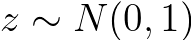 z ∼ N(0, 1)